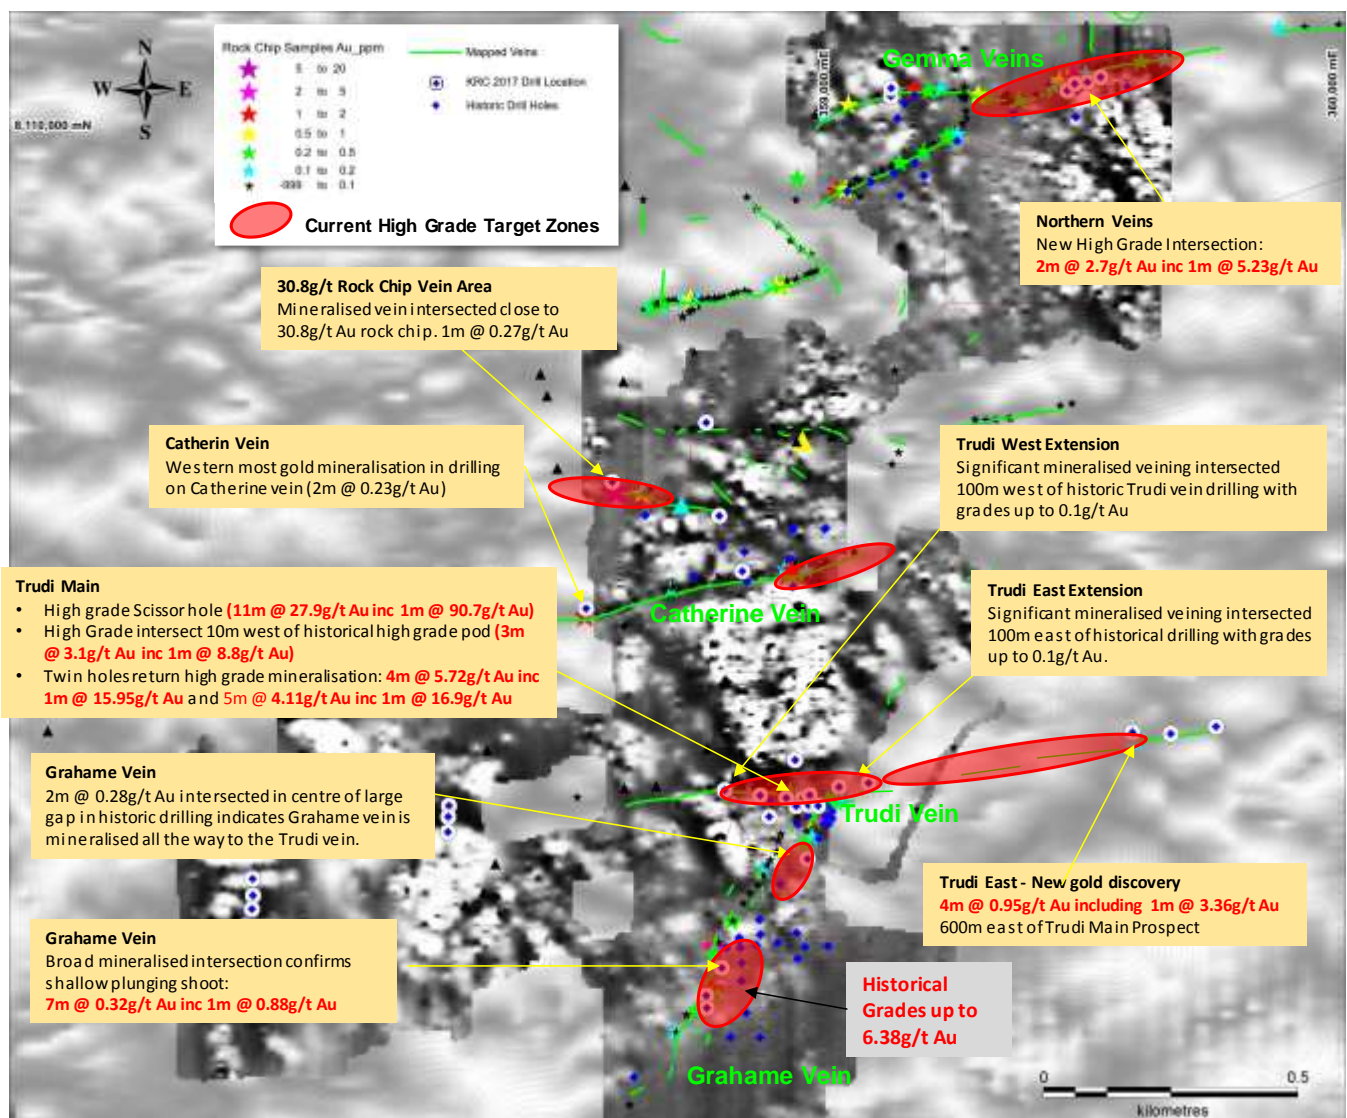 N
W E
S
8,110,000 mN
Rock Chip Samples Au_ppm
5 to 20
2 to 5
1 to 2
0.5 to 1
0.2 to 0.5
0.1 to 0.2
-999 to 0.1
Mapped Veins
KRC 2017 Drill Location
Historic Drill Holes
Current High Grade Target Zones
Gemma Veins
359,000 mE
360,000 mE
Northern Veins
New High Grade Intersection:
2m @ 2.7g/t Au inc 1m @ 5.23g/t Au
30.8g/t Rock Chip Vein Area
Mineralised vein intersected close to
30.8g/t Au rock chip. 1m @ 0.27g/t Au
Catherin Vein
Western most gold mineralisation in drilling
on Catherine vein (2m @ 0.23g/t Au)
Trudi West Extension
Significant mineralised veining intersected
100m west of historic Trudi vein drilling with
grades up to 0.1g/t Au
Trudi Main
• High grade Scissor hole (11m @ 27.9g/t Au inc 1m @ 90.7g/t Au)
• High Grade intersect 10m west of historical high grade pod (3m
@ 3.1g/t Au inc 1m @ 8.8g/t Au)
• Twin holes return high grade mineralisation: 4m @ 5.72g/t Au inc
1m @ 15.95g/t Au and 5m @ 4.11g/t Au inc 1m @ 16.9g/t Au
Catherine Vein
Trudi East Extension
Significant mineralised veining intersected
100m east of historical drilling with grades
up to 0.1g/t Au.
Grahame Vein
2m @ 0.28g/t Au intersected in centre of large
gap in historic drilling indicates Grahame vein is
mineralised all the way to the Trudi vein.
Trudi Vein
Trudi East - New gold discovery
4m @ 0.95g/t Au including 1m @ 3.36g/t Au
600m east of Trudi Main Prospect
Grahame Vein
Broad mineralised intersection confirms
shallow plunging shoot:
7m @ 0.32g/t Au inc 1m @ 0.88g/t Au
Historical
Grades up to
6.38g/t Au
Grahame Vein
0 0.5
kilometres